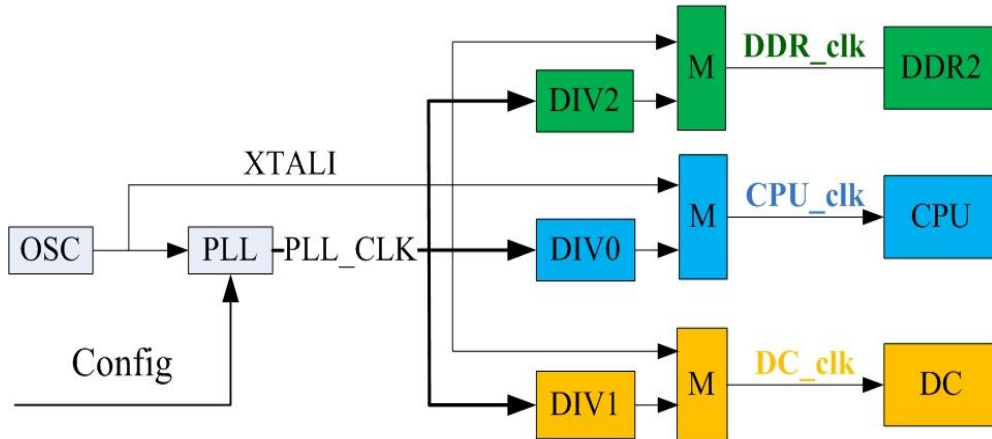 DDR_clk
M
DDR2
DIV2
XTALI
CPU_clk
M
CPU
OSC
PLL
PLL_CLK
DIV0
Config
DC_clk
M
DC
DIV1